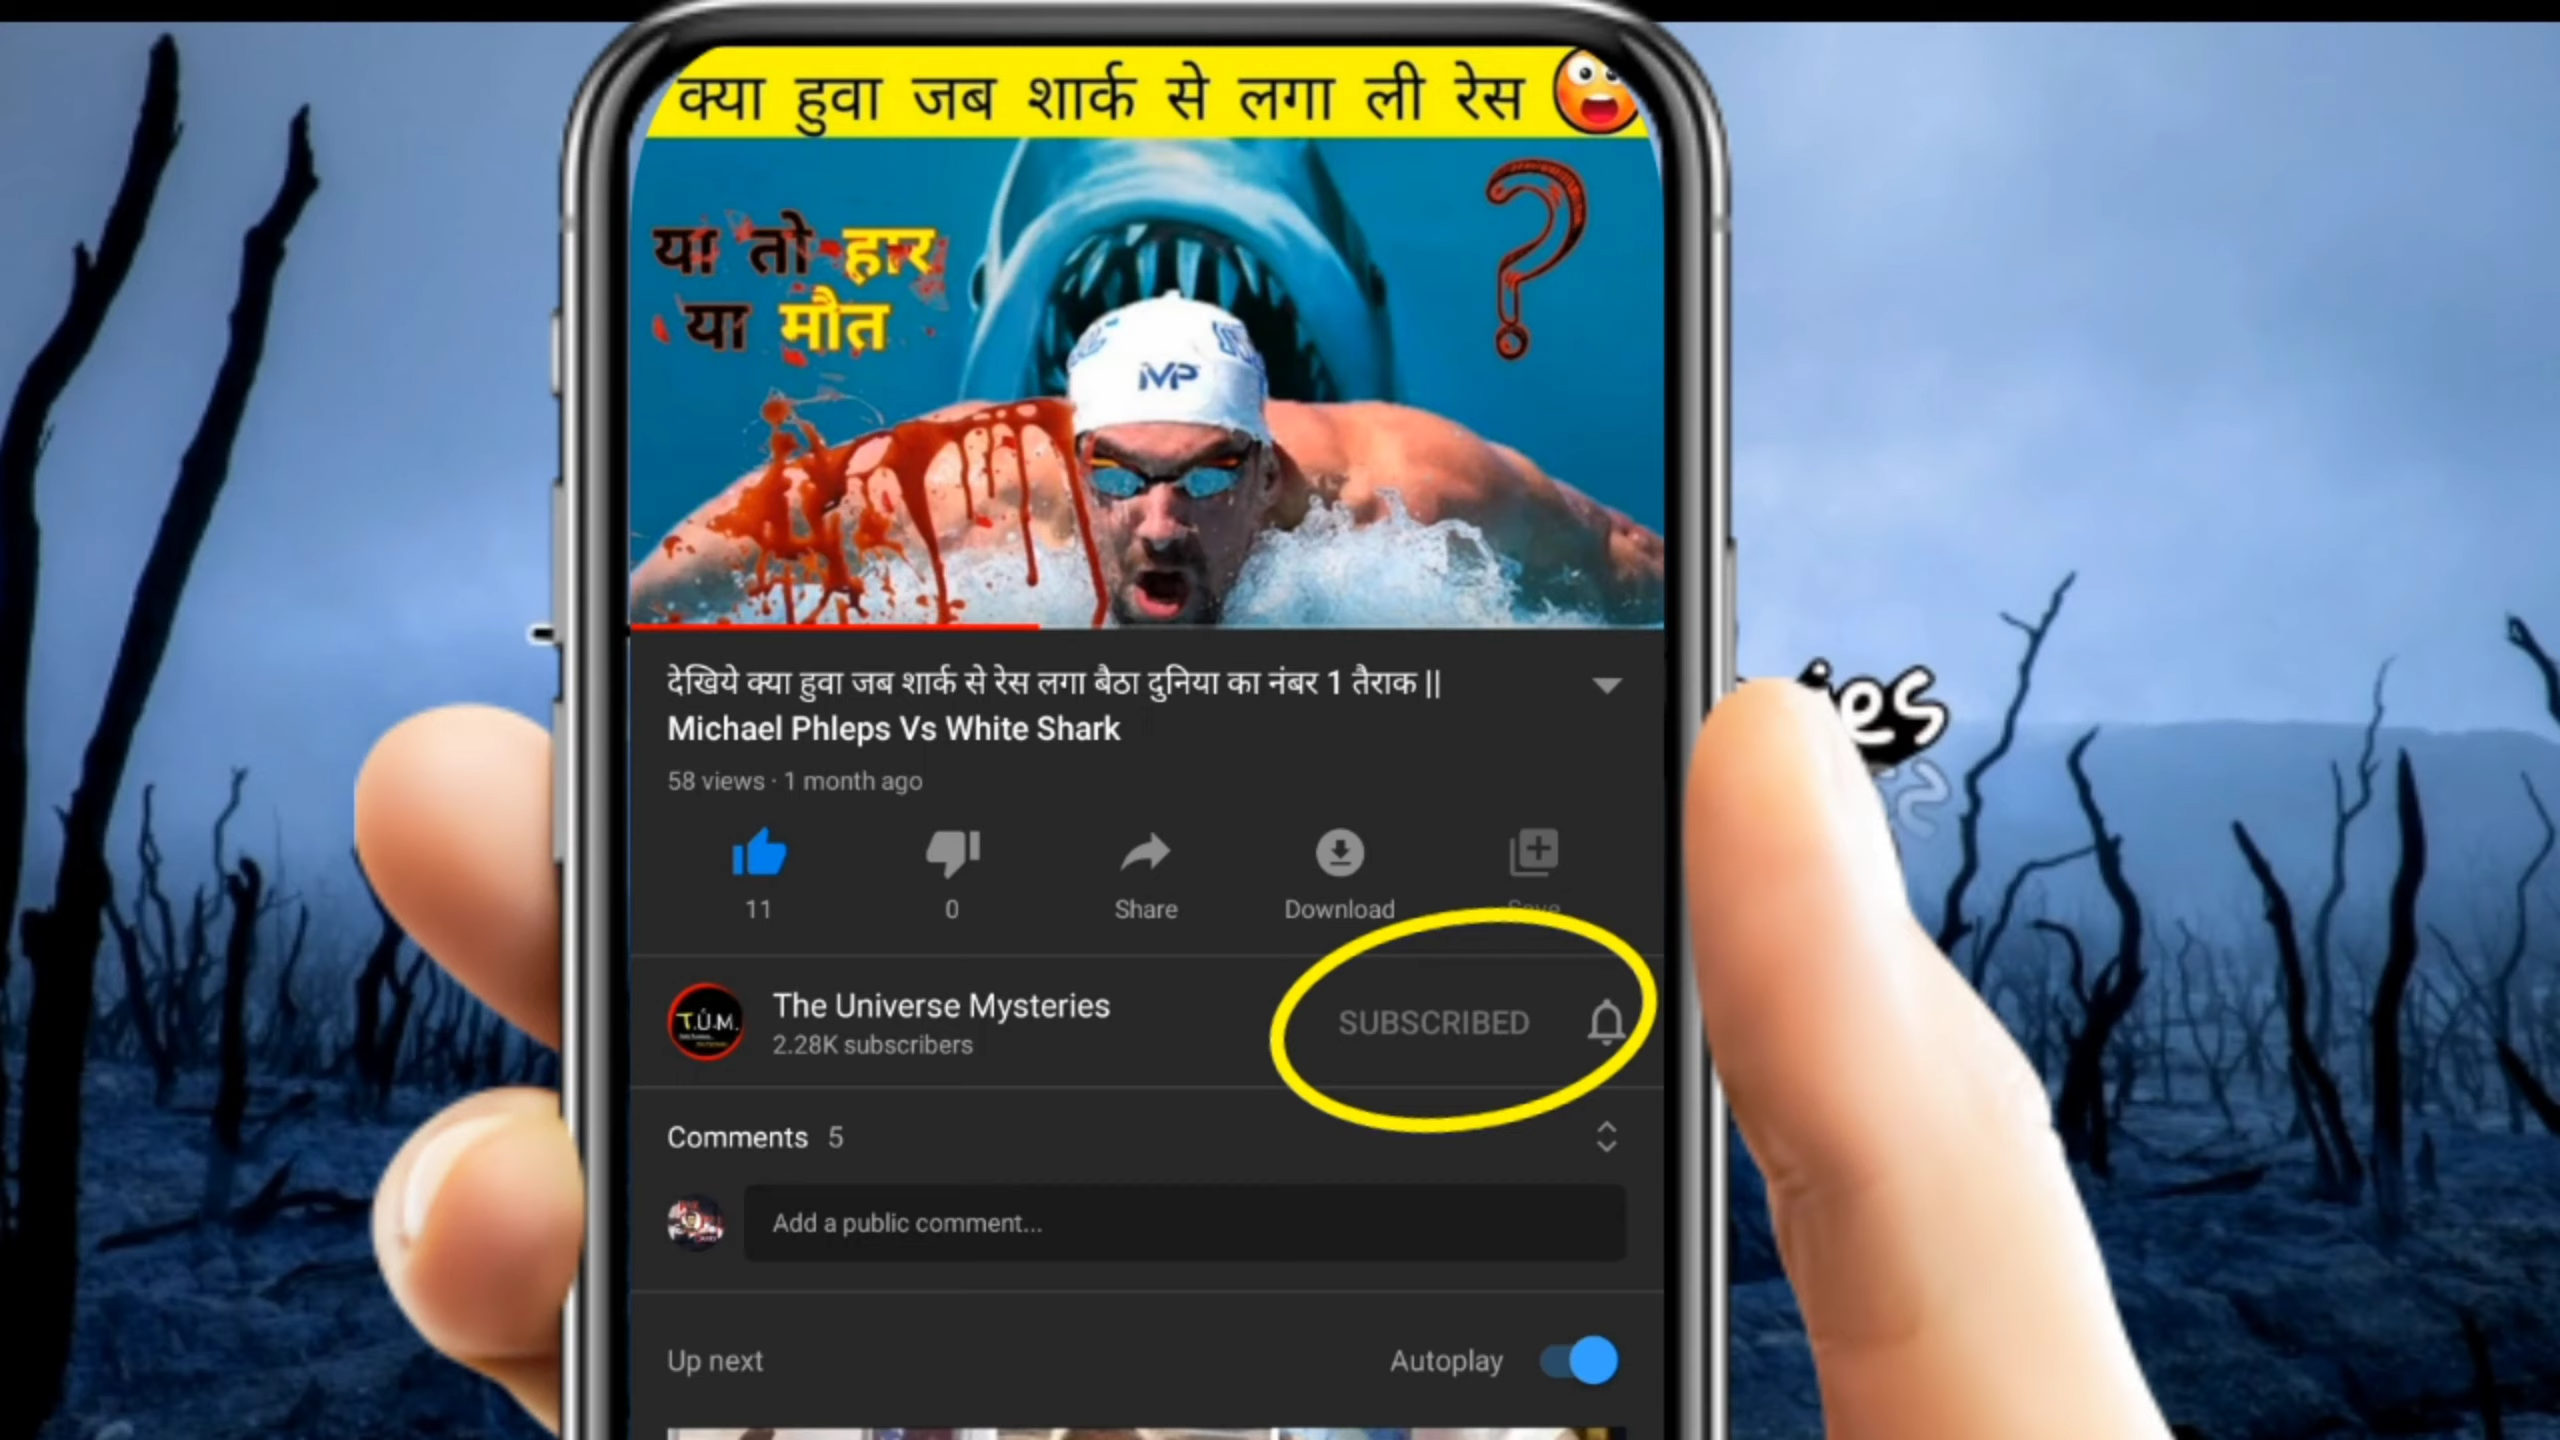 क्या हुवा जब शार्क से लगा ली रेस
या तो हार
या मौत
?
MP
देखिये क्या हुवा जब शार्क से रेस लगा बैठा दुनिया का नंबर 1 तैराक ||
Michael Phleps Vs White Shark
58 views · 1 month ago
11
0
Share
Download
Save
The Universe Mysteries
2.28K subscribers
SUBSCRIBED
T.U.M.
Comments 5
Add a public comment...
Up next
Autoplay